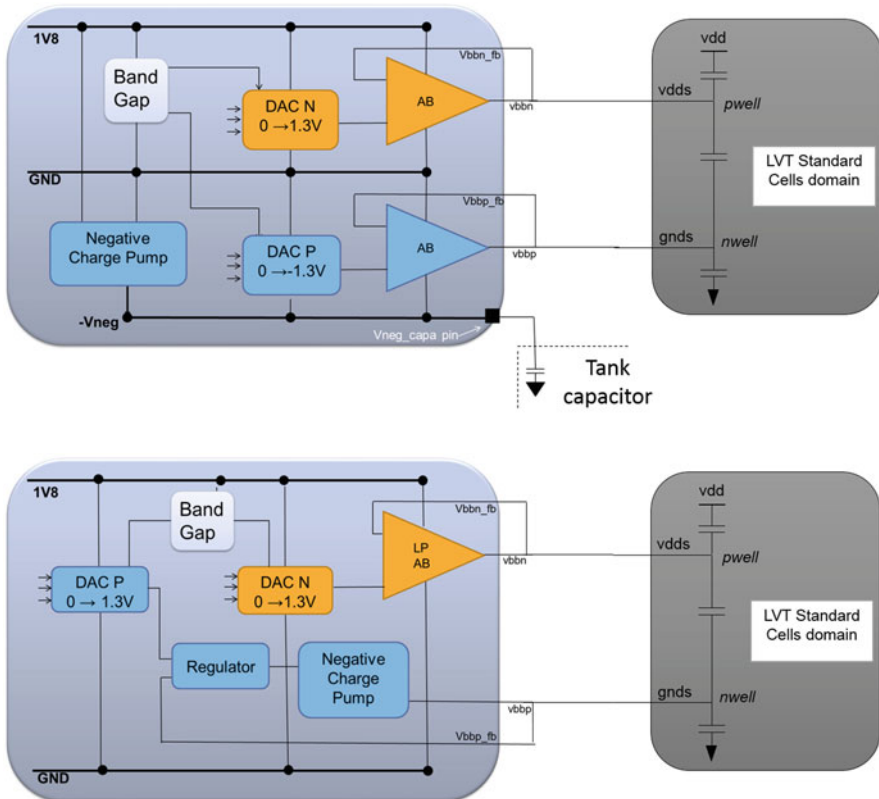 1V8
Band
Gap
DAC N
0 →1.3V
AB
Vbbn_fb
vbbn
GND
Negative
Charge Pump
DAC P
0 →-1.3V
AB
Vbbp_fb
vbbp
-Vneg
Vneg_capa pin
Tank
capacitor
vdd
vdds
pwell
LVT Standard
Cells domain
gnds
nwell
1V8
Band
Gap
DAC P
0 → 1.3V
DAC N
0 →1.3V
LP
AB
Vbbn_fb
vbbn
Regulator
Negative
Charge
Pump
vbbp
Vbbp_fb
GND
vdd
vdds
pwell
LVT Standard
Cells domain
gnds
nwell